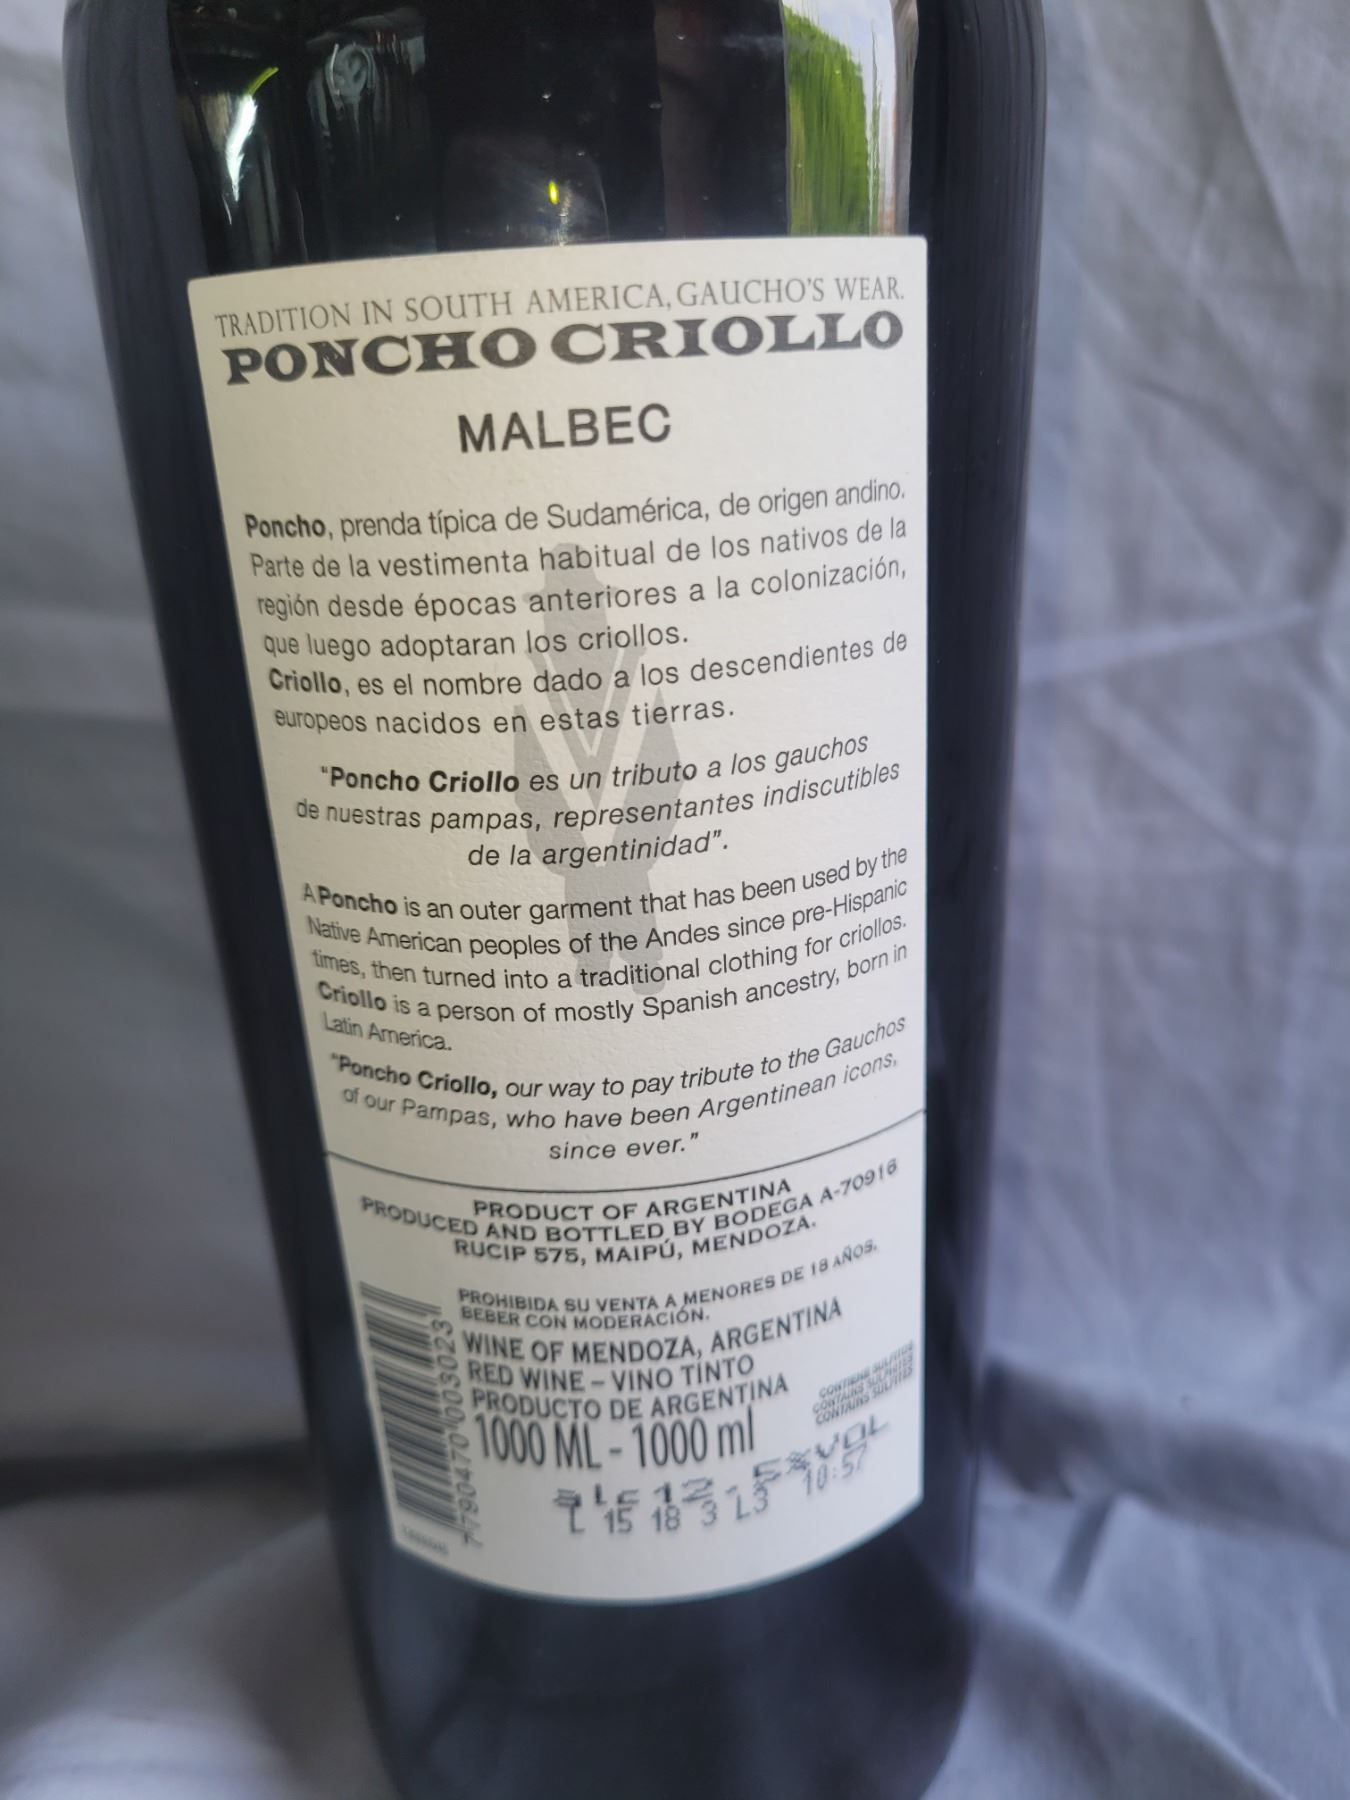 TRADITION IN SOUTH AMERICA, GAUCHO'S WEAR.
PONCHO CRIOLLO
MALBEC
Poncho, prenda típica de Sudamérica, de origen andino.
Parte de la vestimenta habitual de los nativos de la
región desde épocas anteriores a la colonización,
que luego adoptaran los criollos.
Criollo, es el nombre dado a los descendientes de
europeos nacidos en estas tierras.
"Poncho Criollo es un tributo a los gauchos
de nuestras pampas, representantes indiscutibles
de la argentinidad".
A Poncho is an outer garment that has been used by the
Native American peoples of the Andes since pre-Hispanic
times, then turned into a traditional clothing for criollos.
Criollo is a person of mostly Spanish ancestry, born in
Latin America.
"Poncho Criollo, our way to pay tribute to the Gauchos
of our Pampas, who have been Argentinean icons,
since ever."
PRODUCT OF ARGENTINA
PRODUCED AND BOTTLED BY BODEGA A-70916
RUCIP 575, MAIPÚ, MENDOZA.
PROHIBIDA SU VENTA A MENORES DE 18 AÑOS.
BEBER CON MODERACIÓN.
WINE OF MENDOZA, ARGENTINA
RED WINE – VINO TINTO
PRODUCTO DE ARGENTINA
1000 ML - 1000 ml
CONTIENE SULFITOS
CONTAINS SULPHITES
CONTAINS SULFITES
7790470003023
12.5%VOL
L 15 18 3 L3 10:57